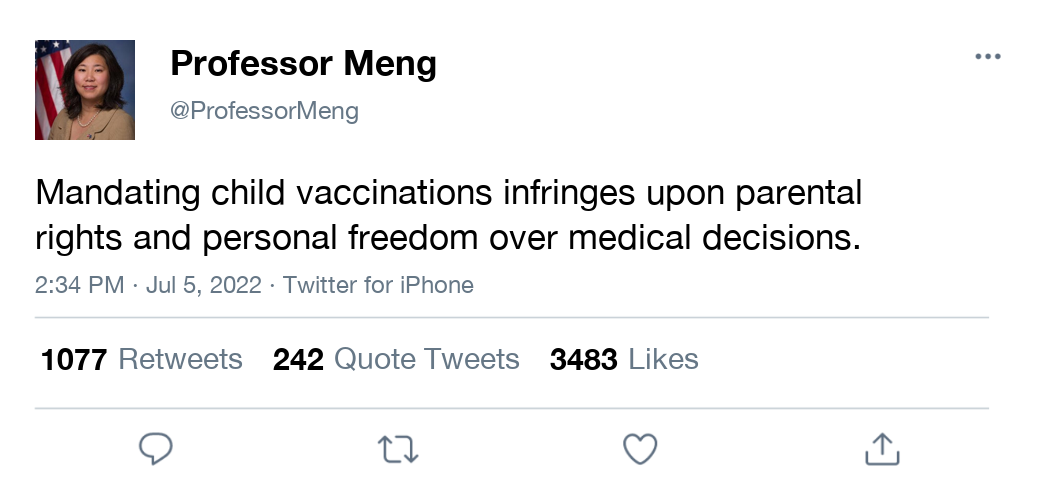 Professor Meng
@ProfessorMeng
Mandating child vaccinations infringes upon parental
rights and personal freedom over medical decisions.
2:34 PM · Jul 5, 2022 · Twitter for iPhone
1077 Retweets 242 Quote Tweets 3483 Likes